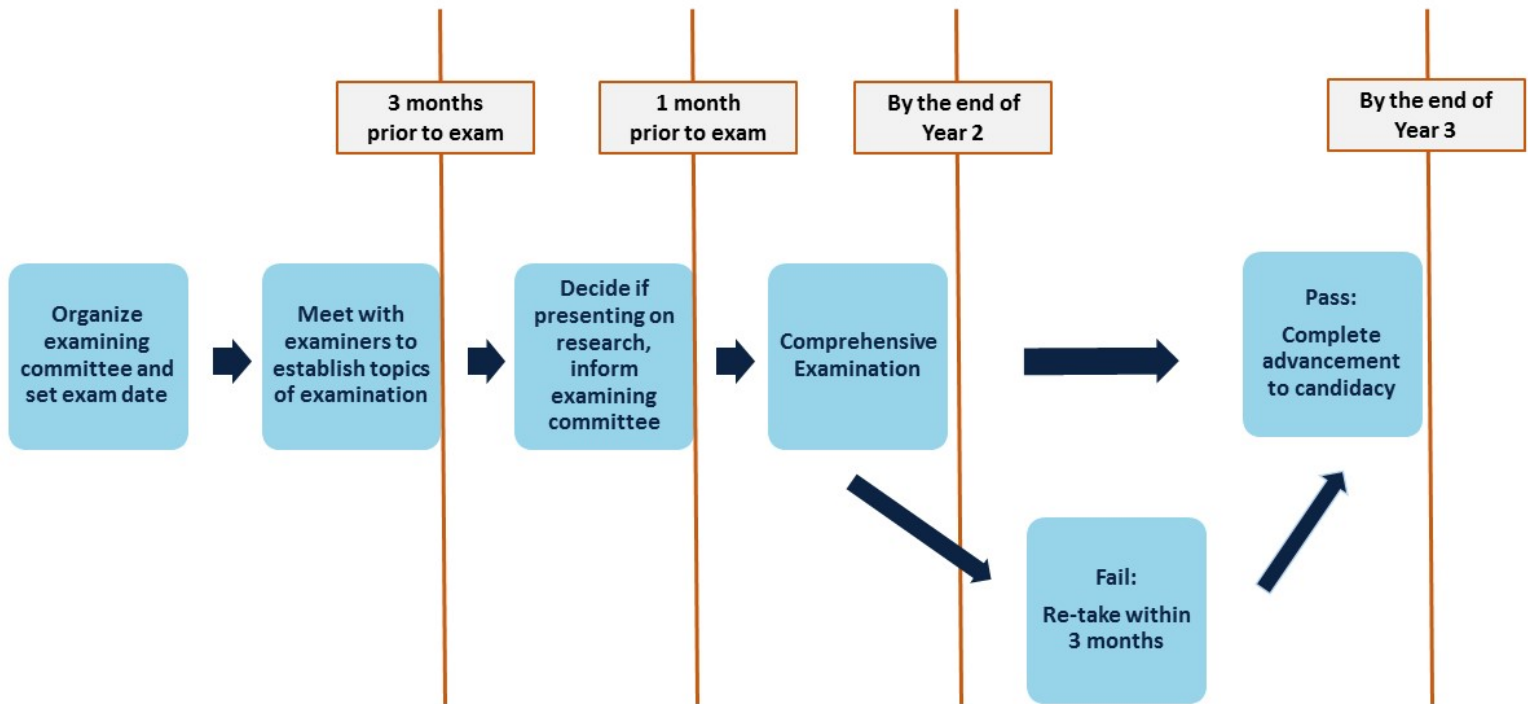 3 months
prior to exam
1 month
prior to exam
By the end of
Year 2
By the end of
Year 3
Organize
examining
committee and
set exam date
Meet with
examiners to
establish topics
of examination
Decide if
presenting on
research,
inform
examining
committee
Comprehensive
Examination
Pass:
Complete
advancement
to candidacy
Fail:
Re-take within
3 months